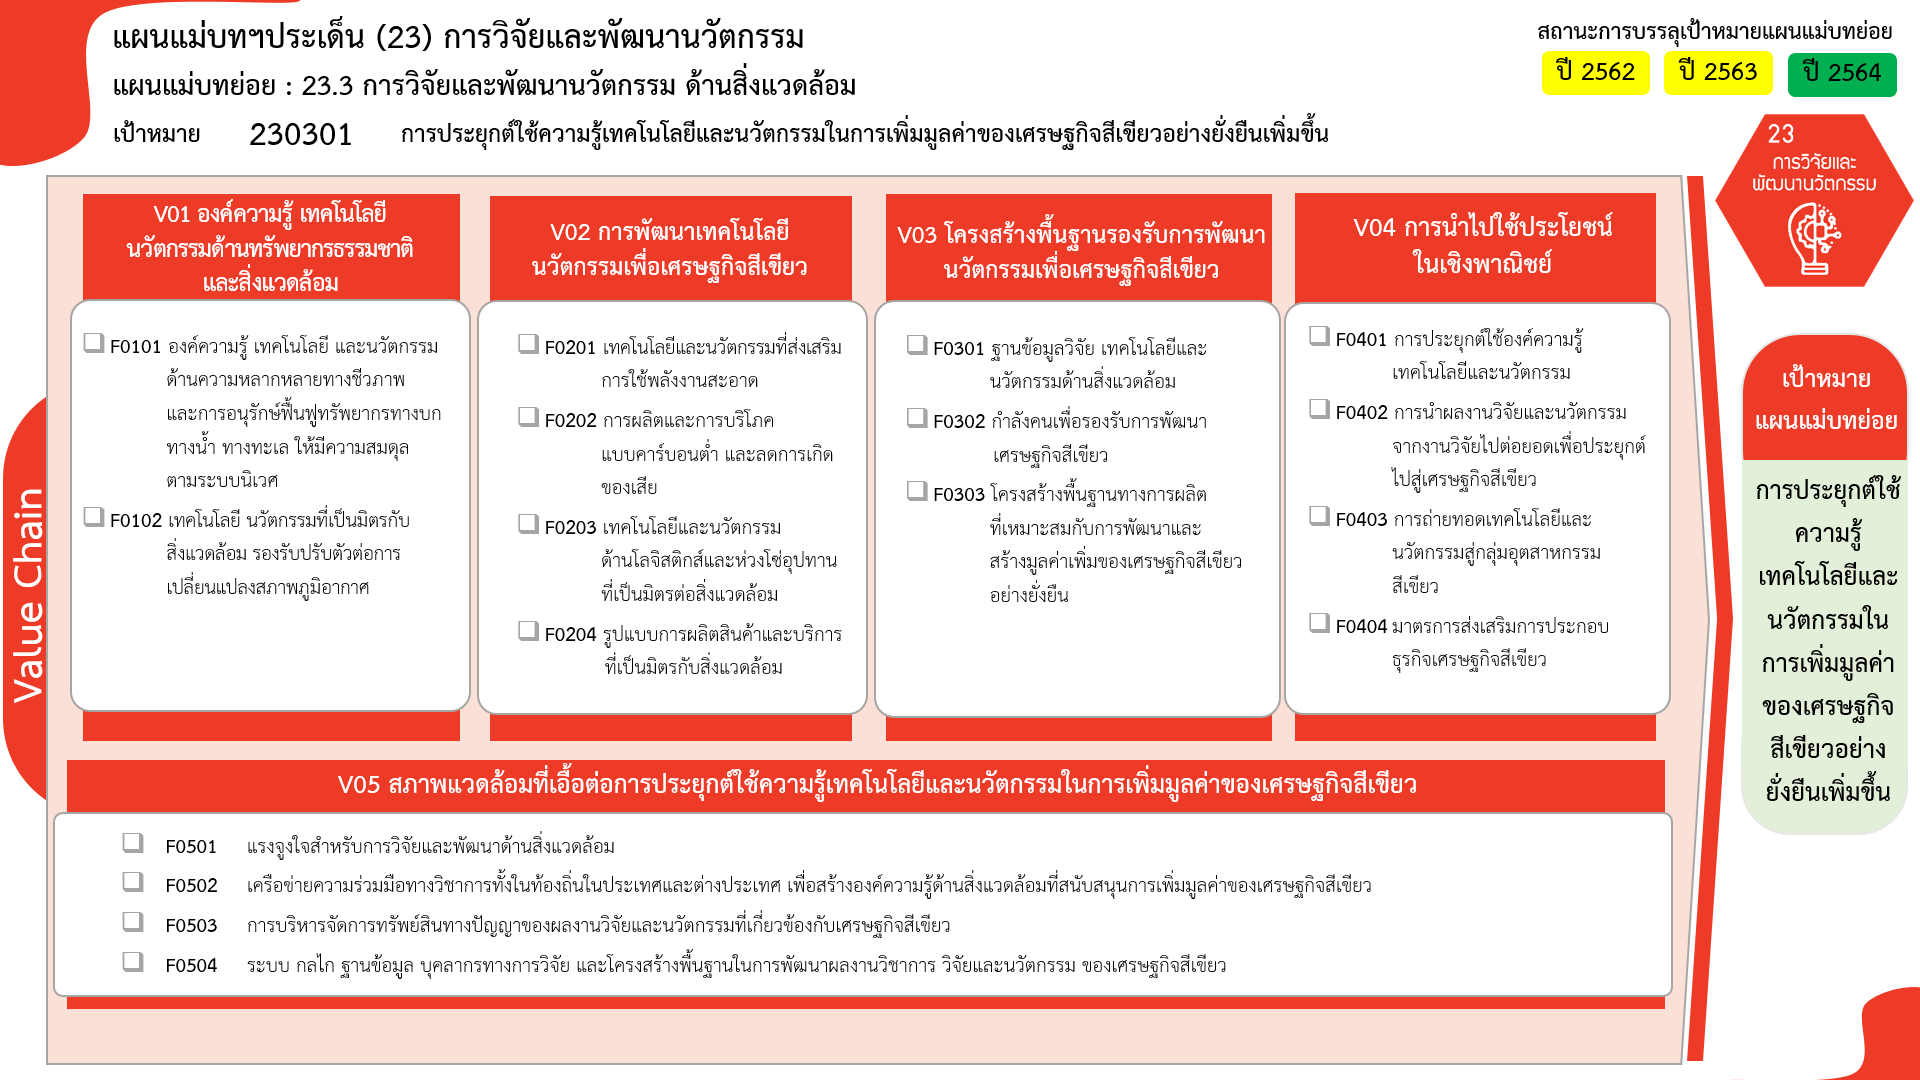 แผนแม่บทฯประเด็น (23) การวิจัยและพัฒนานวัตกรรม
แผนแม่บทย่อย : 23.3 การวิจัยและพัฒนานวัตกรรม ด้านสิ่งแวดล้อม
เป้าหมาย 230301 การประยุกต์ใช้ความรู้เทคโนโลยีและนวัตกรรมในการเพิ่มมูลค่าของเศรษฐกิจสีเขียวอย่างยั่งยืนเพิ่มขึ้น
สถานะการบรรลุเป้าหมายแผนแม่บทย่อย
ปี 2562 ปี 2563 ปี 2564
23
การวิจัยและ
พัฒนานวัตกรรม
Value Chain
V01 องค์ความรู้ เทคโนโลยี
นวัตกรรมด้านทรัพยากรธรรมชาติ
และสิ่งแวดล้อม
F0101 องค์ความรู้ เทคโนโลยี และนวัตกรรม
ด้านความหลากหลายทางชีวภาพ
และการอนุรักษ์ฟื้นฟูทรัพยากรทางบก
ทางน้ำ ทางทะเล ให้มีความสมดุล
ตามระบบนิเวศ
F0102 เทคโนโลยี นวัตกรรมที่เป็นมิตรกับ
สิ่งแวดล้อม รองรับปรับตัวต่อการ
เปลี่ยนแปลงสภาพภูมิอากาศ
V02 การพัฒนาเทคโนโลยี
นวัตกรรมเพื่อเศรษฐกิจสีเขียว
F0201 เทคโนโลยีและนวัตกรรมที่ส่งเสริม
การใช้พลังงานสะอาด
F0202 การผลิตและการบริโภค
แบบคาร์บอนต่ำ และลดการเกิด
ของเสีย
F0203 เทคโนโลยีและนวัตกรรม
ด้านโลจิสติกส์และห่วงโซ่อุปทาน
ที่เป็นมิตรต่อสิ่งแวดล้อม
F0204 รูปแบบการผลิตสินค้าและบริการ
ที่เป็นมิตรกับสิ่งแวดล้อม
V03 โครงสร้างพื้นฐานรองรับการพัฒนา
นวัตกรรมเพื่อเศรษฐกิจสีเขียว
F0301 ฐานข้อมูลวิจัย เทคโนโลยีและ
นวัตกรรมด้านสิ่งแวดล้อม
F0302 กำลังคนเพื่อรองรับการพัฒนา
เศรษฐกิจสีเขียว
F0303 โครงสร้างพื้นฐานทางการผลิต
ที่เหมาะสมกับการพัฒนาและ
สร้างมูลค่าเพิ่มของเศรษฐกิจสีเขียว
อย่างยั่งยืน
V04 การนำไปใช้ประโยชน์
ในเชิงพาณิชย์
F0401 การประยุกต์ใช้องค์ความรู้
เทคโนโลยีและนวัตกรรม
F0402 การนำผลงานวิจัยและนวัตกรรม
จากงานวิจัยไปต่อยอดเพื่อประยุกต์
ไปสู่เศรษฐกิจสีเขียว
F0403 การถ่ายทอดเทคโนโลยีและ
นวัตกรรมสู่กลุ่มอุตสาหกรรม
สีเขียว
F0404 มาตรการส่งเสริมการประกอบ
ธุรกิจเศรษฐกิจสีเขียว
V05 สภาพแวดล้อมที่เอื้อต่อการประยุกต์ใช้ความรู้เทคโนโลยีและนวัตกรรมในการเพิ่มมูลค่าของเศรษฐกิจสีเขียว
F0501 แรงจูงใจสำหรับการวิจัยและพัฒนาด้านสิ่งแวดล้อม
F0502 เครือข่ายความร่วมมือทางวิชาการทั้งในท้องถิ่นในประเทศและต่างประเทศ เพื่อสร้างองค์ความรู้ด้านสิ่งแวดล้อมที่สนับสนุนการเพิ่มมูลค่าของเศรษฐกิจสีเขียว
F0503 การบริหารจัดการทรัพย์สินทางปัญญาของผลงานวิจัยและนวัตกรรมที่เกี่ยวข้องกับเศรษฐกิจสีเขียว
F0504 ระบบ กลไก ฐานข้อมูล บุคลากรทางการวิจัย และโครงสร้างพื้นฐานในการพัฒนาผลงานวิชาการ วิจัยและนวัตกรรม ของเศรษฐกิจสีเขียว
เป้าหมาย
แผนแม่บทย่อย
การประยุกต์ใช้
ความรู้
เทคโนโลยีและ
นวัตกรรมใน
การเพิ่มมูลค่า
ของเศรษฐกิจ
สีเขียวอย่าง
ยั่งยืนเพิ่มขึ้น